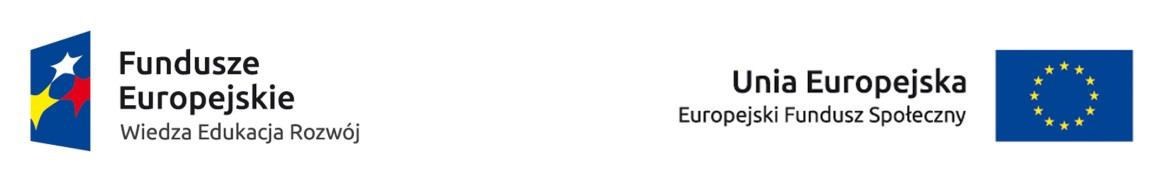 Fundusze
Europejskie
Wiedza Edukacja Rozwój
Unia Europejska
Europejski Fundusz Społeczny